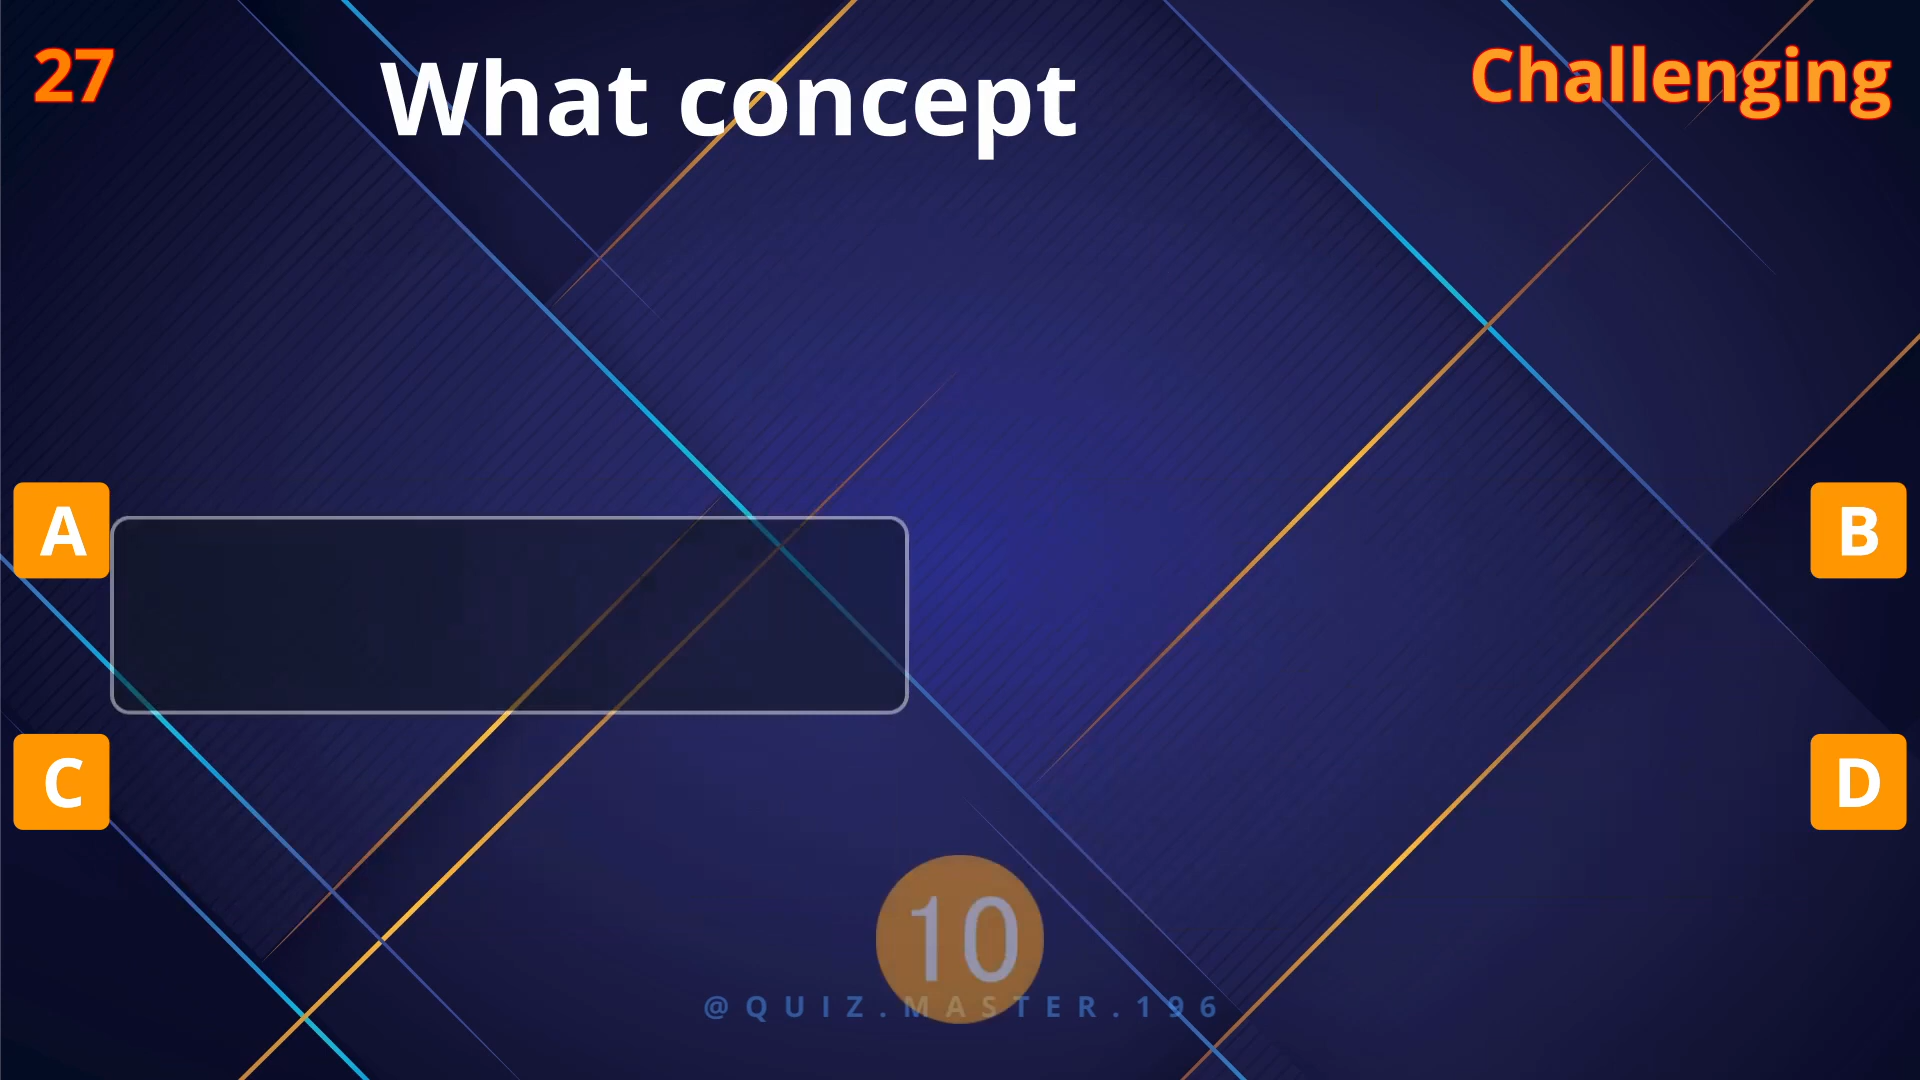 27
What concept
Challenging
A
B
C
D
10
@QUIZ.MASTER.196